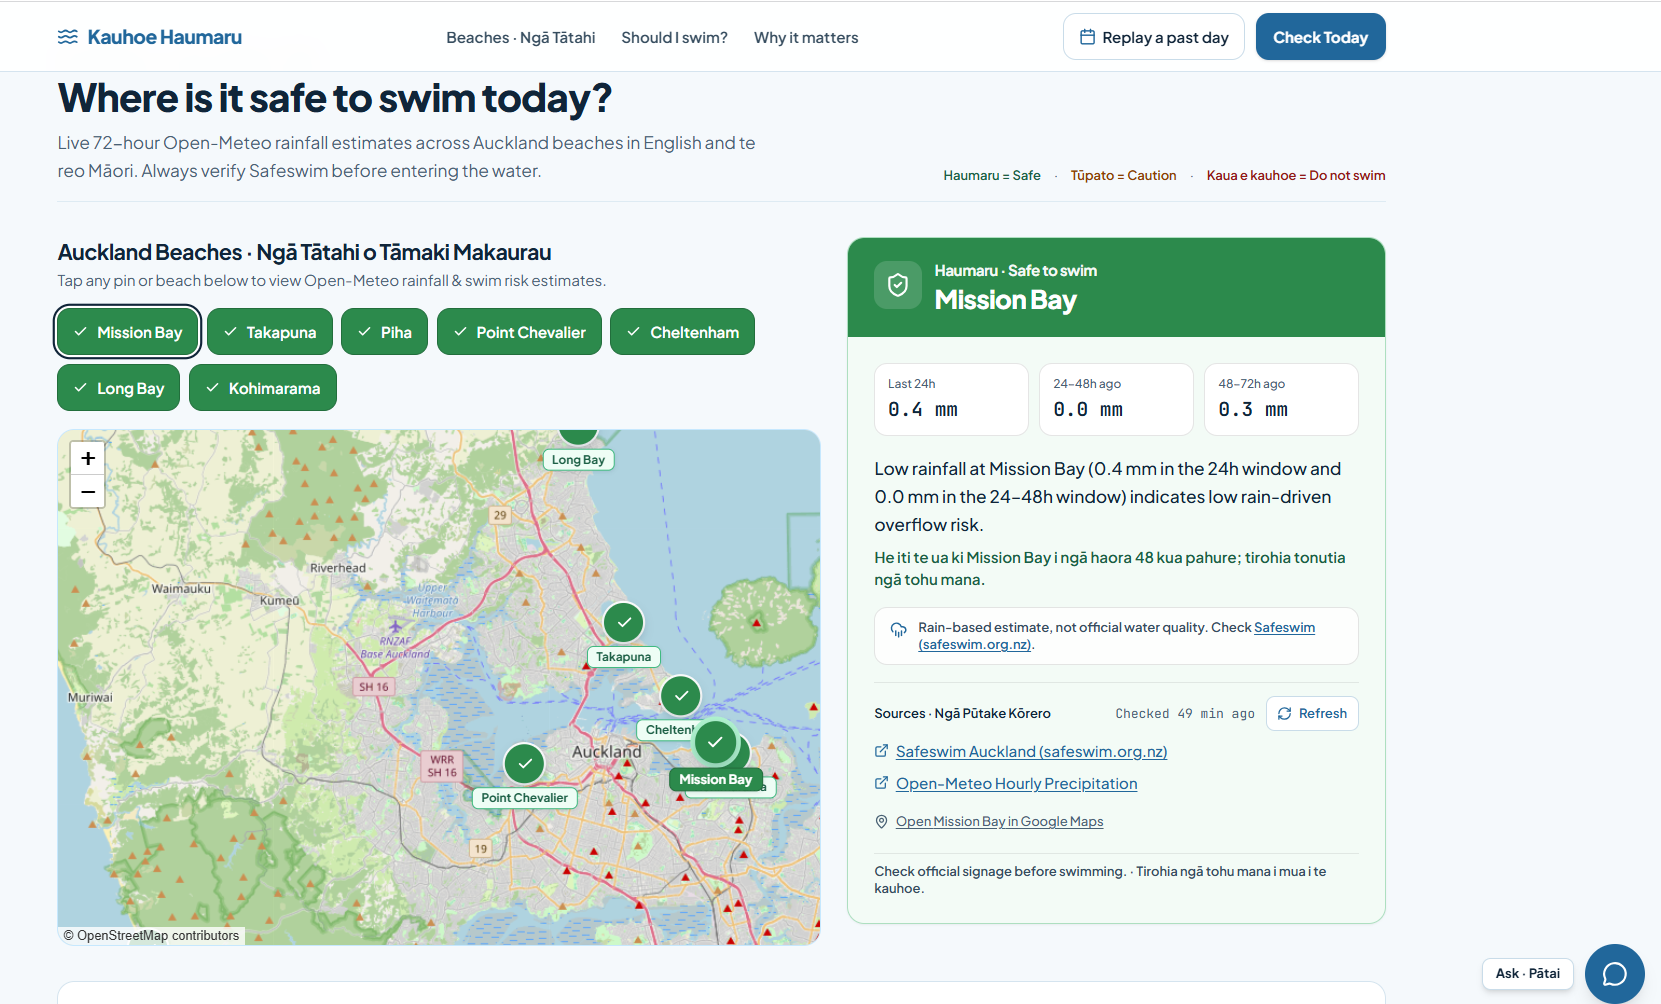 Kauhoe Haumaru
Beaches · Ngā Tātahi
Should I swim?
Why it matters
Replay a past day
Check Today
Where is it safe to swim today?
Live 72–hour Open-Meteo rainfall estimates across Auckland beaches in English and te
reo Māori. Always verify Safeswim before entering the water.
Haumaru = Safe · Tūpato = Caution · Kaua e kauhoe = Do not swim
Auckland Beaches · Ngā Tātahi o Tāmaki Makaurau
Tap any pin or beach below to view Open-Meteo rainfall & swim risk estimates.
Mission Bay
Takapuna
Piha
Point Chevalier
Cheltenham
Long Bay
Kohimarama
+
−
Long Bay
29
Riverhead
Waimauku
Kumeū
Upper
Waitematā
Harbour
RNZAF
Base Auckland
Takapuna
SH 16
Muriwai
Auckland
WRR
SH 16
Mission Bay
Point Chevalier
19
© OpenStreetMap contributors
Haumaru · Safe to swim
Mission Bay
Last 24h
0.4 mm
24–48h ago
0.0 mm
48–72h ago
0.3 mm
Low rainfall at Mission Bay (0.4 mm in the 24h window and
0.0 mm in the 24–48h window) indicates low rain-driven
overflow risk.
He iti te ua ki Mission Bay i ngā haora 48 kua pahure; tirohia tonutia
ngā tohu mana.
Rain-based estimate, not official water quality. Check Safeswim
(safeswim.org.nz).
Sources · Ngā Pūtake Kōrero
Checked 49 min ago
Refresh
Safeswim Auckland (safeswim.org.nz)
Open-Meteo Hourly Precipitation
Open Mission Bay in Google Maps
Check official signage before swimming. · Tirohia ngā tohu mana i mua i te
kauhoe.
Ask · Pātai